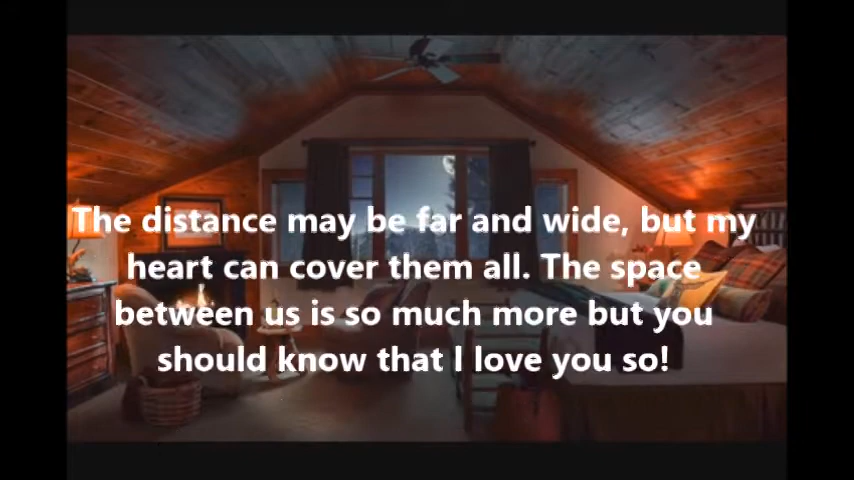 The distance may be far and wide, but my
heart can cover them all. The space
between us is so much more but you
should know that I love you so!